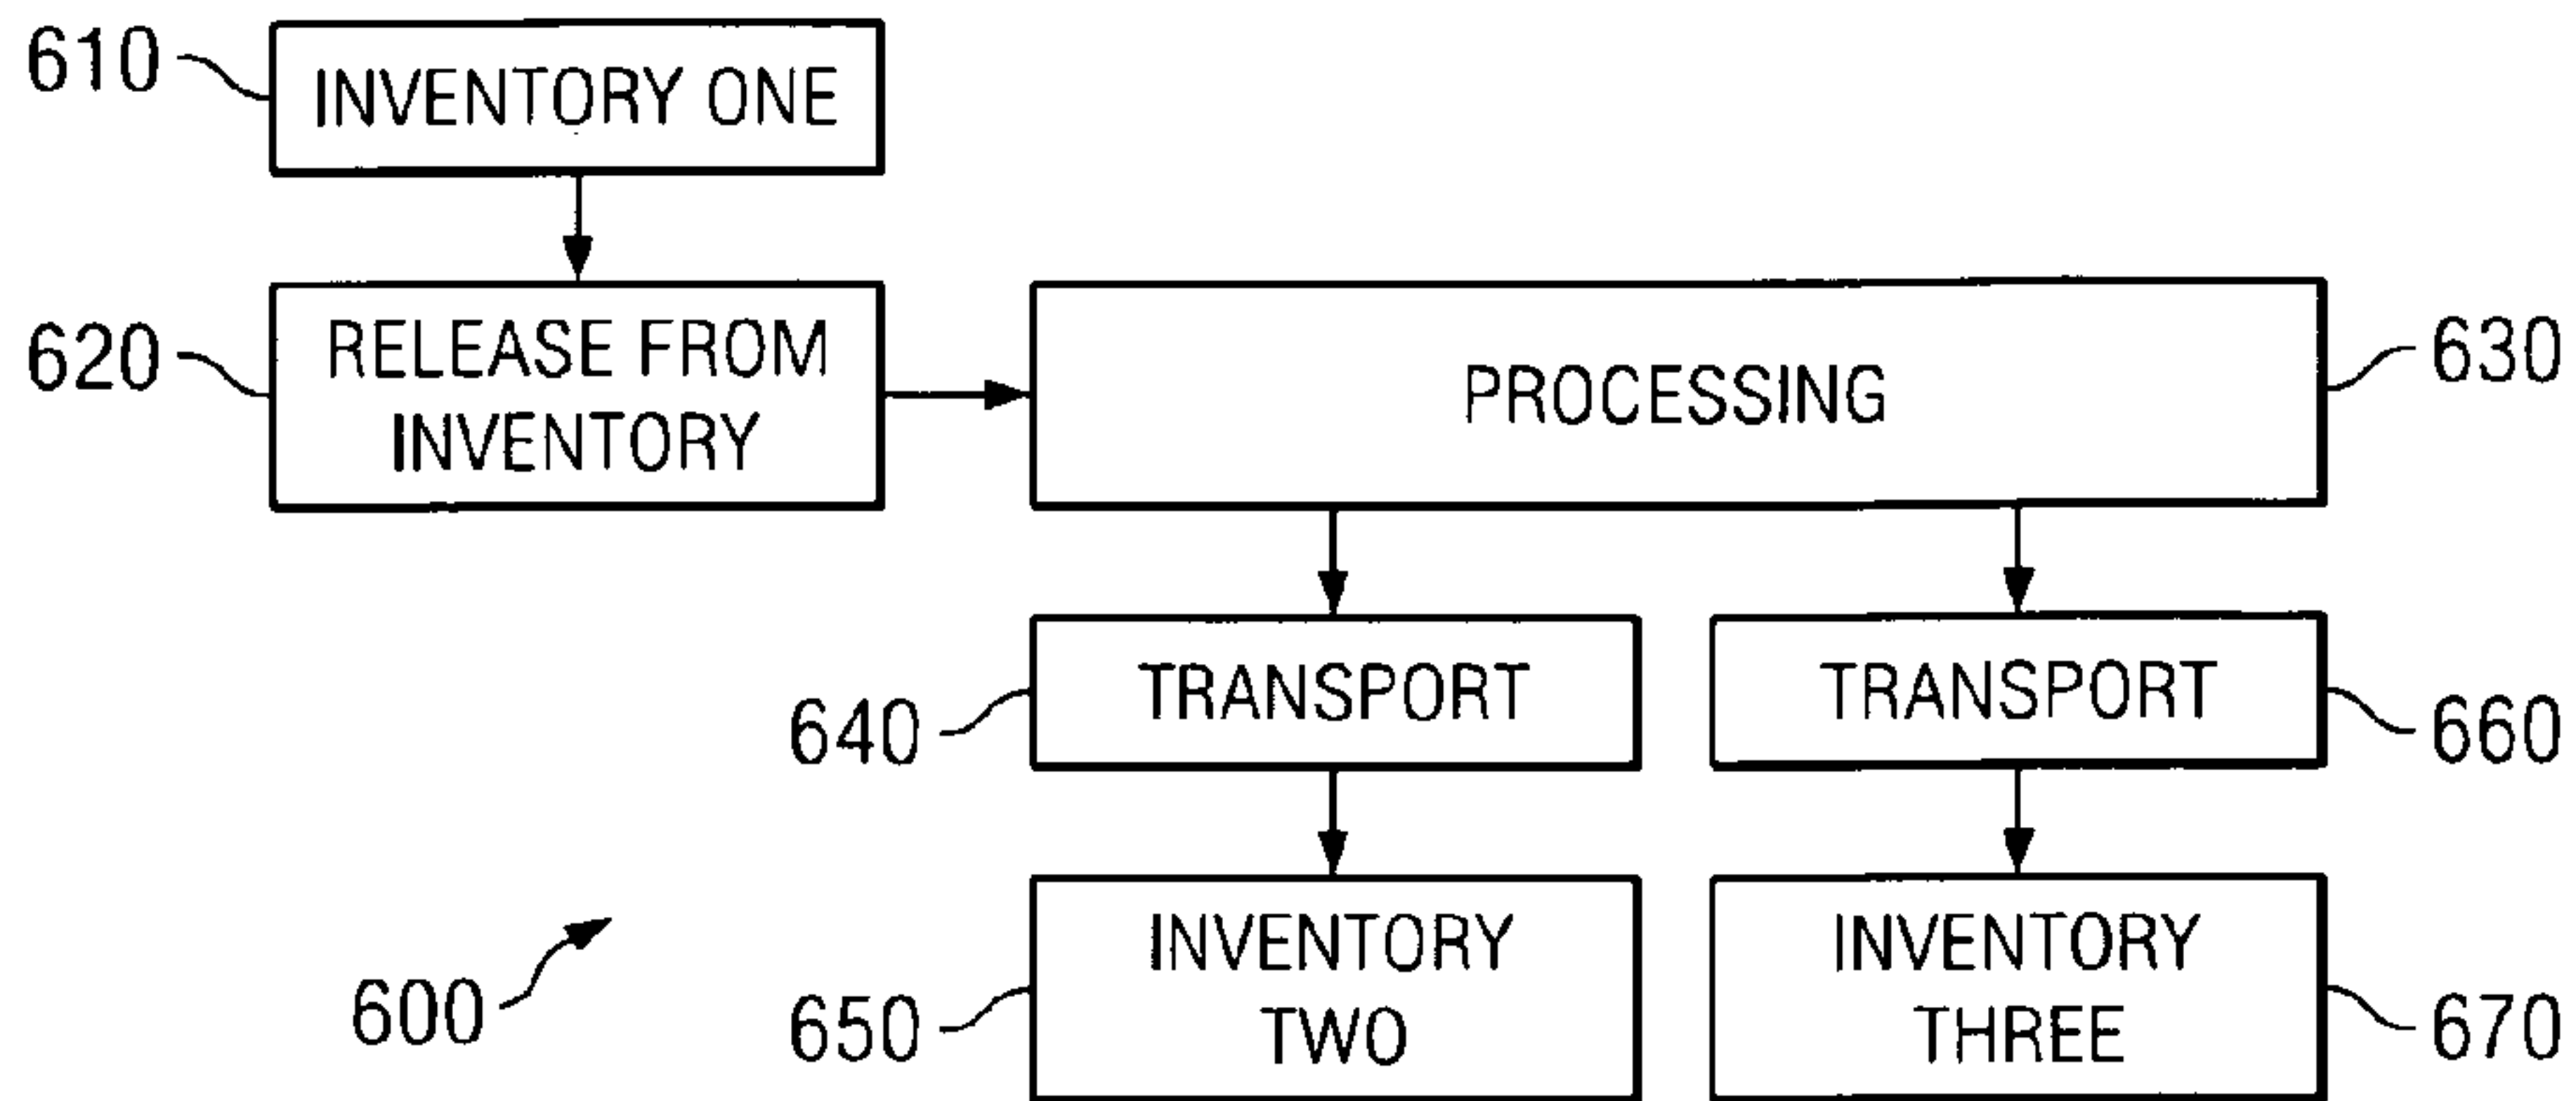 610
INVENTORY ONE
620
RELEASE FROM
INVENTORY
PROCESSING
630
640
TRANSPORT
TRANSPORT
660
600
650
INVENTORY
TWO
INVENTORY
THREE
670